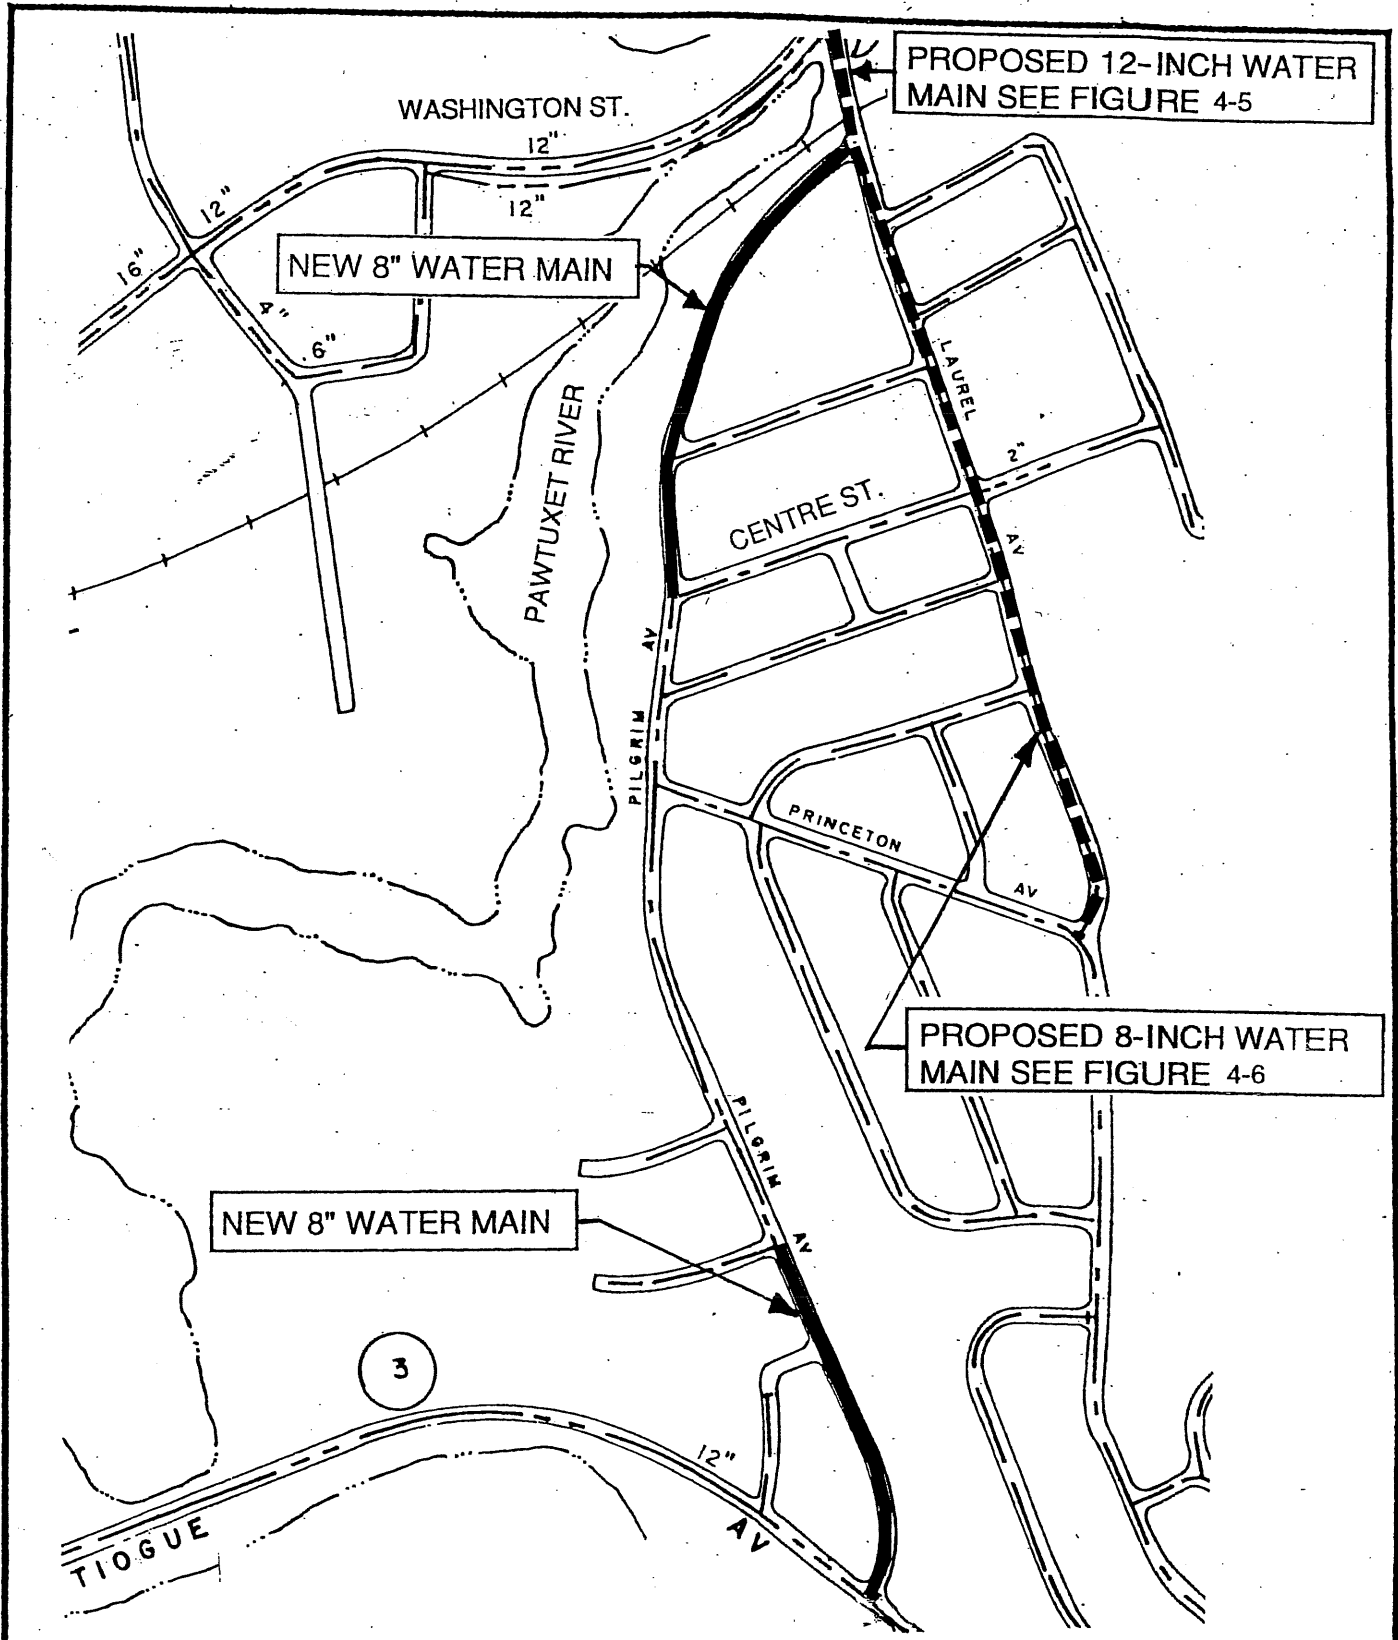 PROPOSED 12-INCH WATER
MAIN SEE FIGURE 4-5
WASHINGTON ST.
12"
12"
12"
16"
NEW 8" WATER MAIN
4"
6"
LAUREL
AV
2"
PAWTUXET RIVER
CENTRE ST.
PILGRIM AV
PRINCETON
AV
PROPOSED 8-INCH WATER
MAIN SEE FIGURE 4-6
PILGRIM
AV
NEW 8" WATER MAIN
3
12"
TIOGUE
AV